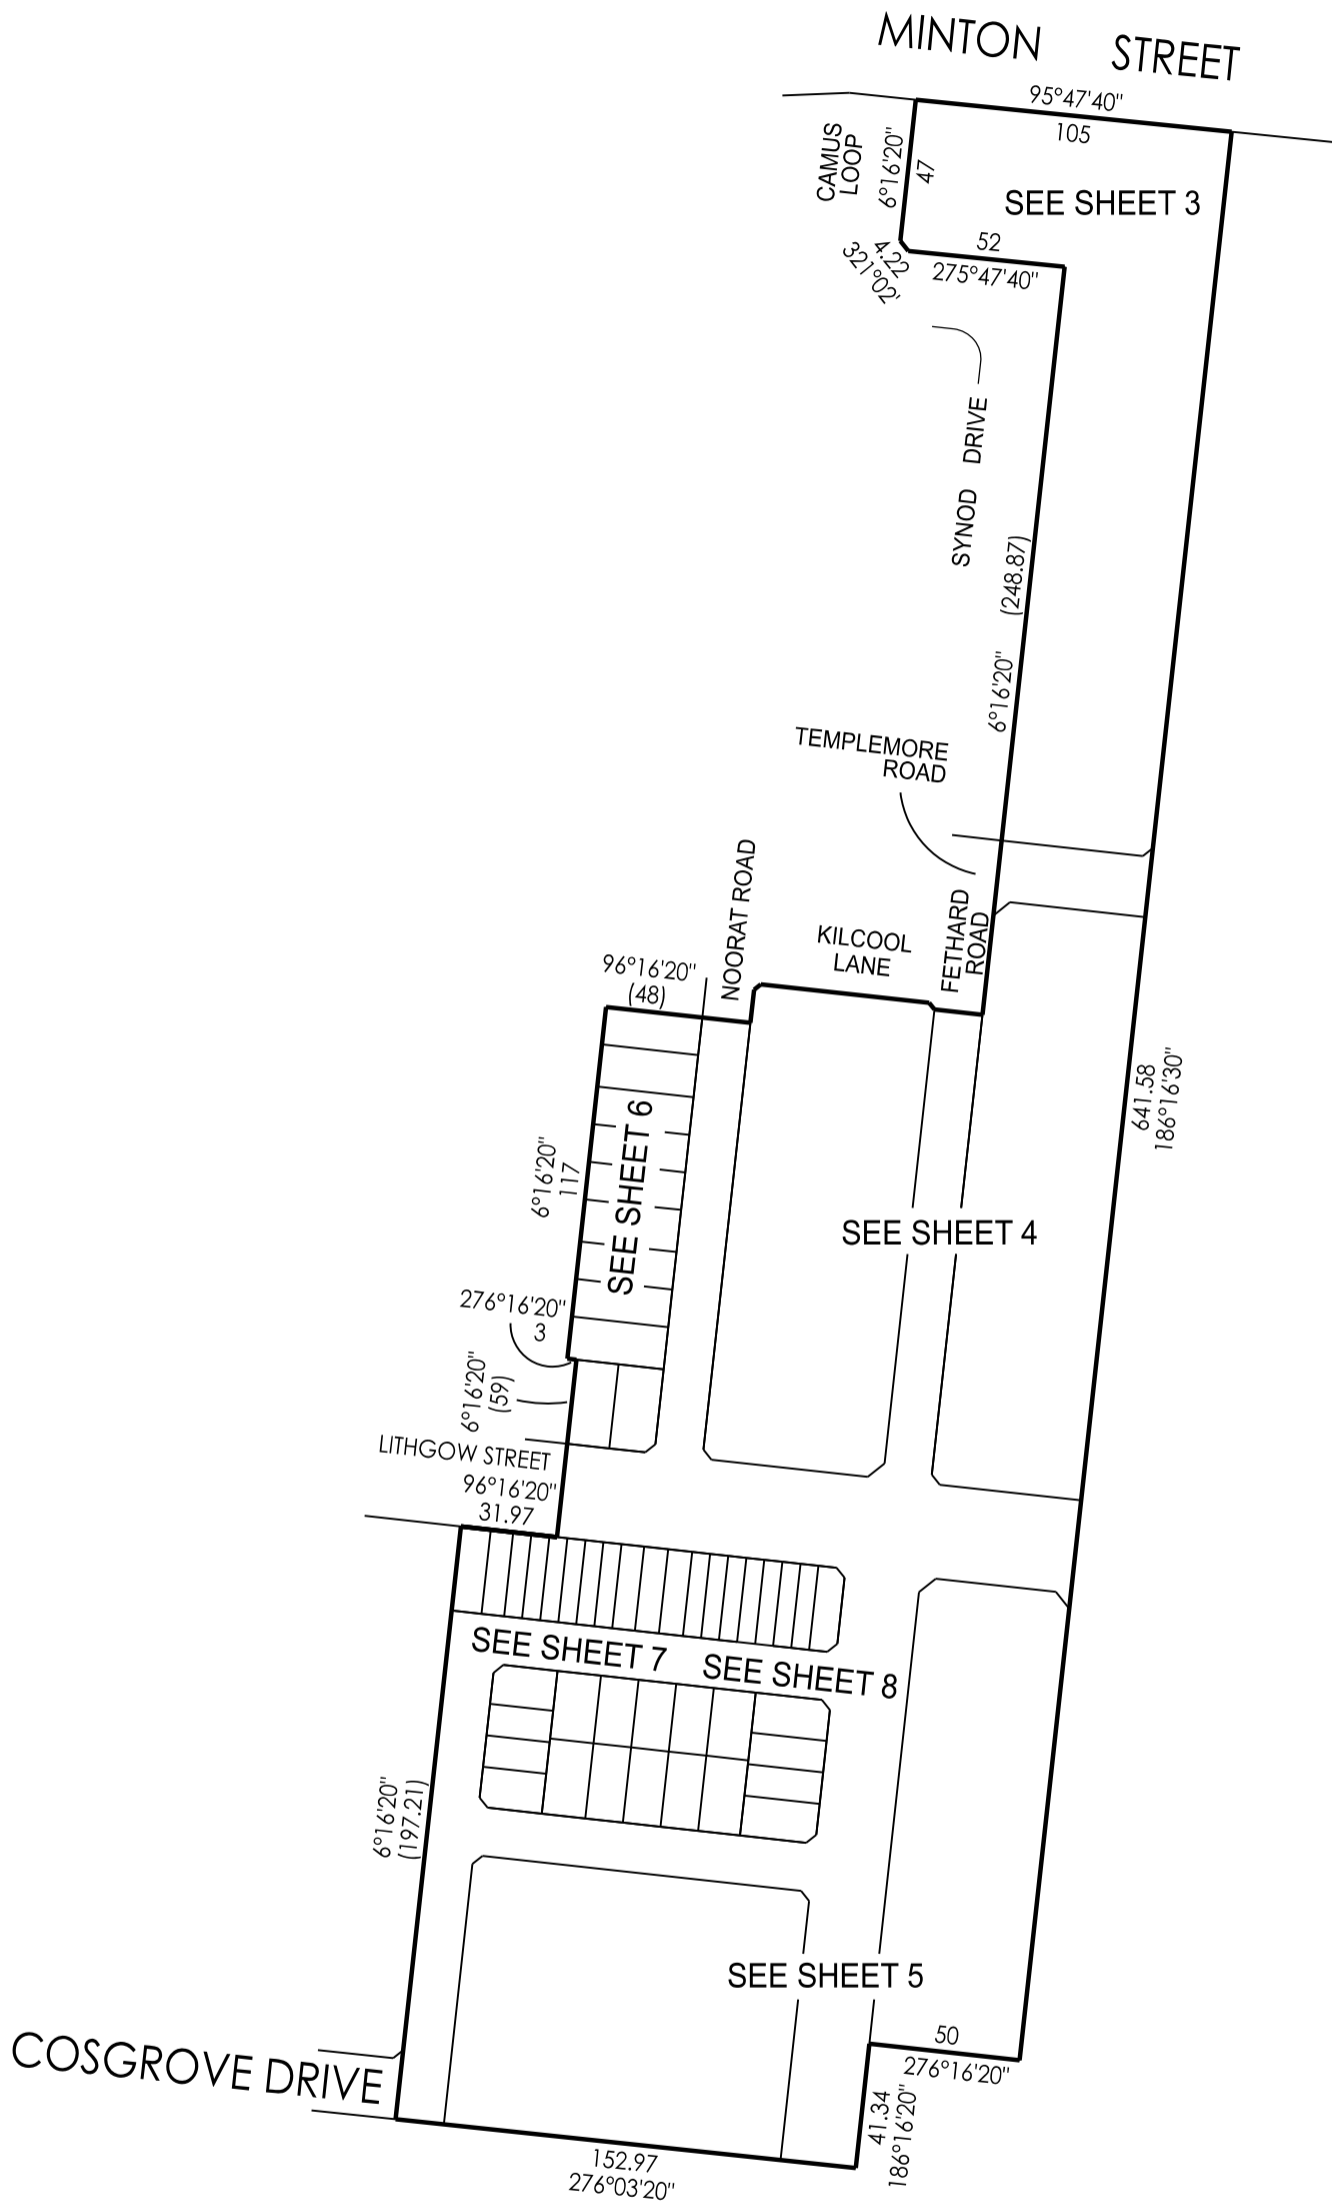 MINTON STREET
95°47'40"
105
CAMUS
LOOP
6°16'20"
47
SEE SHEET 3
52
275°47'40"
4.22
321°02'
SYNOD DRIVE
(248.87)
6°16'20"
TEMPLEMORE
ROAD
NOORAT ROAD
KILCOOL
LANE
FETHARD
ROAD
96°16'20"
(48)
641.58
186°16'30"
6°16'20"
117
SEE SHEET 6
SEE SHEET 4
276°16'20"
3
6°16'20"
(59)
LITHGOW STREET
96°16'20"
31.97
SEE SHEET 7
SEE SHEET 8
6°16'20"
(197.21)
SEE SHEET 5
50
276°16'20"
COSGROVE DRIVE
41.34
186°16'20"
152.97
276°03'20"